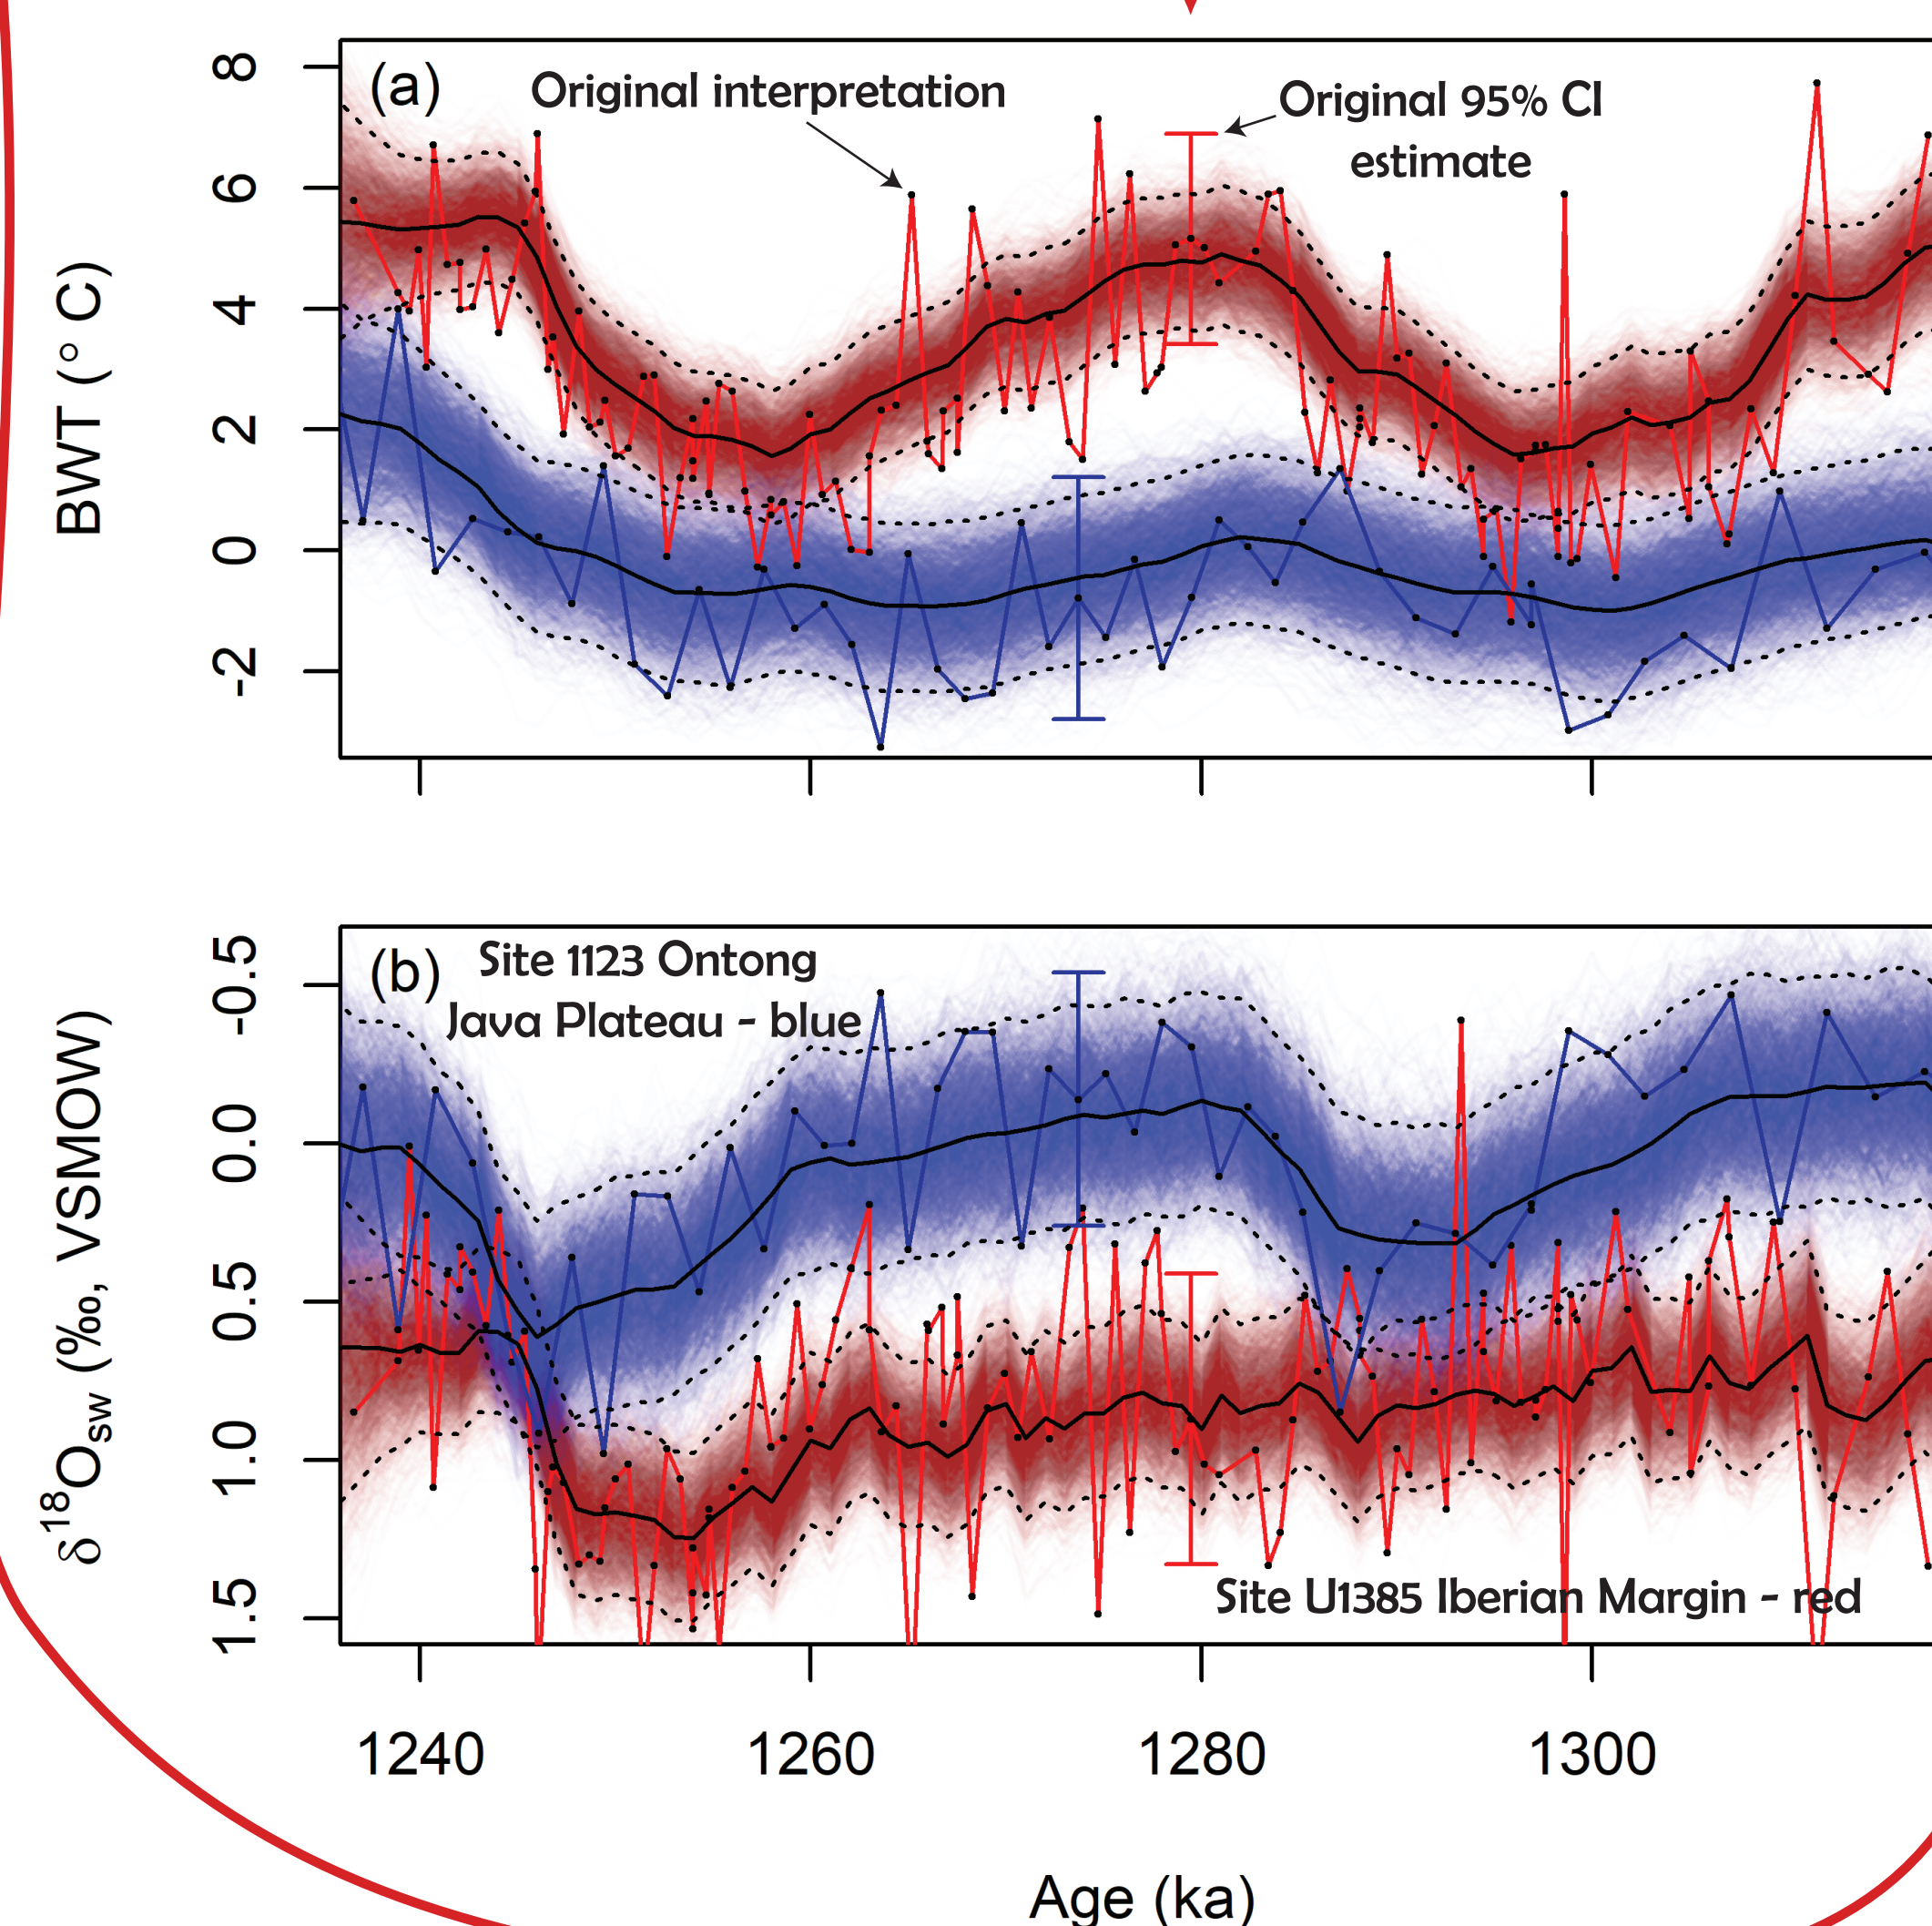 (a)
Original interpretation
Original 95% CI
estimate
BWT (° C)
8
6
4
2
0
-2
(b)
Site 1123 Ontong
Java Plateau - blue
Site U1385 Iberian Margin - red
δ18Osw (‰, VSMOW)
-0.5
0.0
0.5
1.0
1.5
1240 1260 1280 1300
Age (ka)